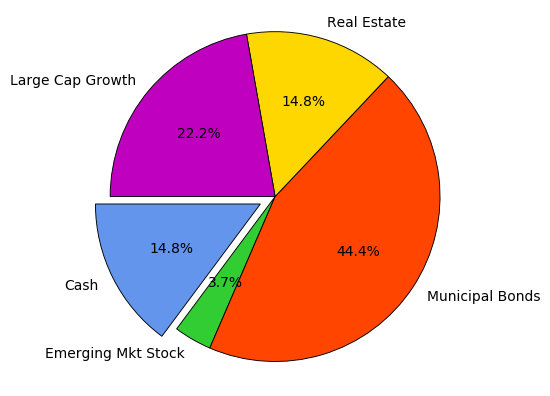 Real Estate
Large Cap Growth
14.8%
22.2%
14.8%
44.4%
3.7%
Cash
Municipal Bonds
Emerging Mkt Stock